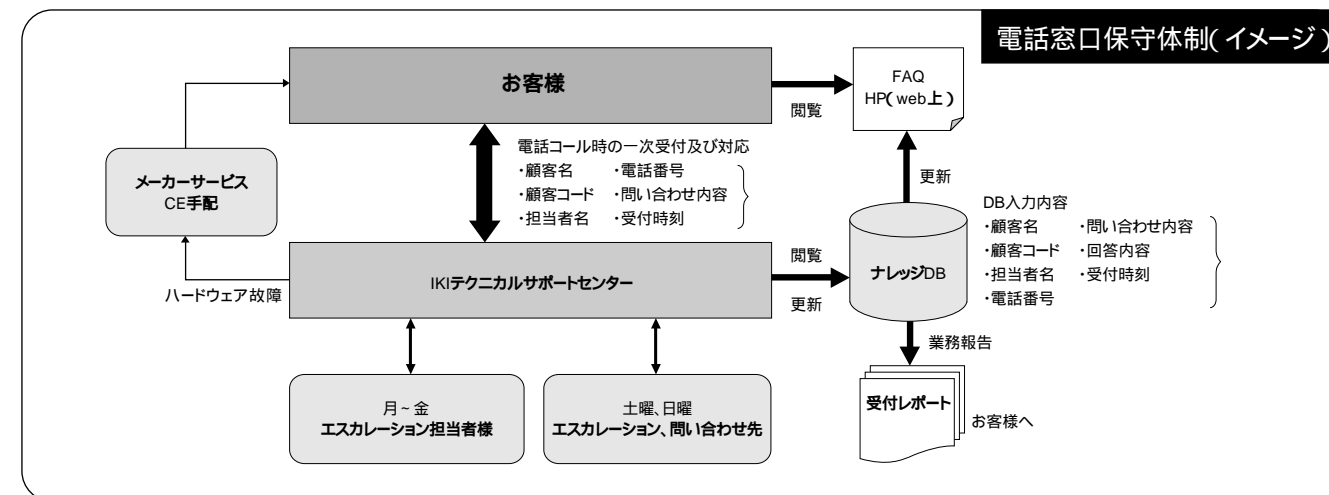 電話窓口保守体制(イメージ)
お客様
閲覧
FAQ
HP(web上)
電話コール時の一次受付及び対応
・顧客名 ・電話番号
・顧客コード ・問い合わせ内容
・担当者名 ・受付時刻
メーカーサービス
CE手配
更新
DB入力内容
・顧客名 ・問い合わせ内容
・顧客コード ・回答内容
・担当者名 ・受付時刻
・電話番号
ハードウェア故障
IKIテクニカルサポートセンター
閲覧
更新
ナレッジDB
業務報告
月~金
エスカレーション担当者様
土曜、日曜
エスカレーション、問い合わせ先
受付レポート
お客様へ